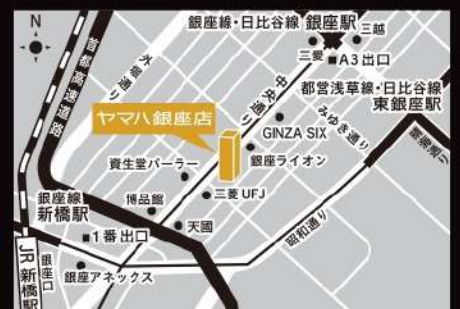 N
銀座線・日比谷線 銀座駅
三越
三愛
■A3出口
首都高速道路
外堀通り
中央通り
都営浅草線・日比谷線
東銀座駅
みゆき通り
晴海通り
ヤマハ銀座店
GINZA SIX
銀座ライオン
資生堂パーラー
三菱UFJ
博品館
天國
昭和通り
銀座線
新橋駅
■1番出口
銀座アネックス
銀座口
JR新橋駅